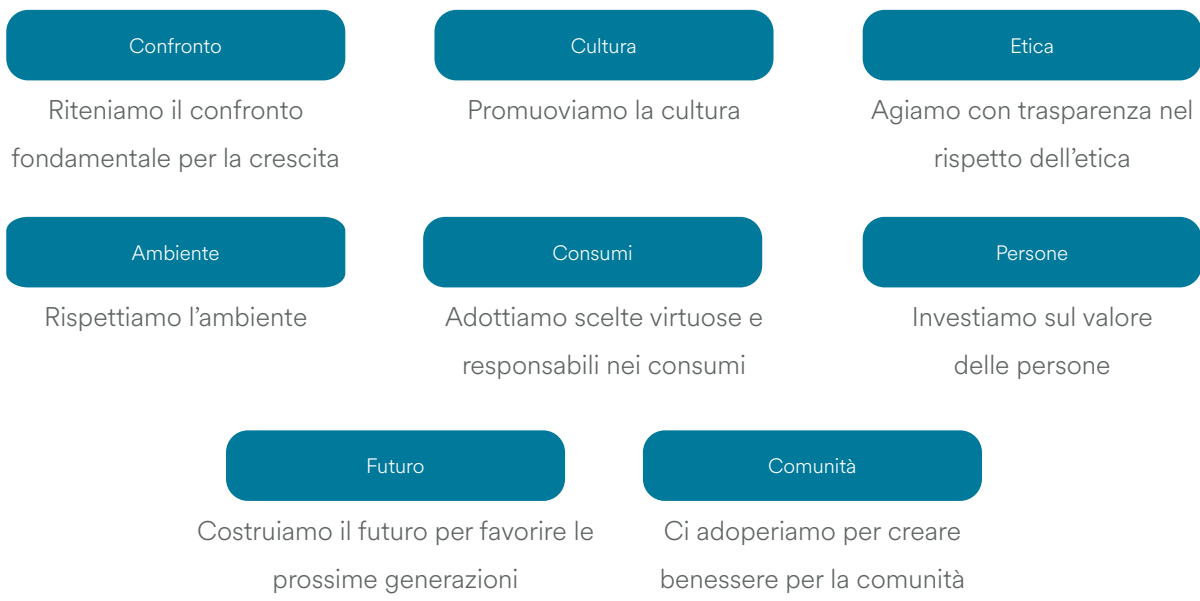 Confronto
Riteniamo il confronto
fondamentale per la crescita
Cultura
Promuoviamo la cultura
Etica
Agiamo con trasparenza nel
rispetto dell’etica
Ambiente
Rispettiamo l’ambiente
Consumi
Adottiamo scelte virtuose e
responsabili nei consumi
Persone
Investiamo sul valore
delle persone
Futuro
Costruiamo il futuro per favorire le
prossime generazioni
Comunità
Ci adoperiamo per creare
benessere per la comunità